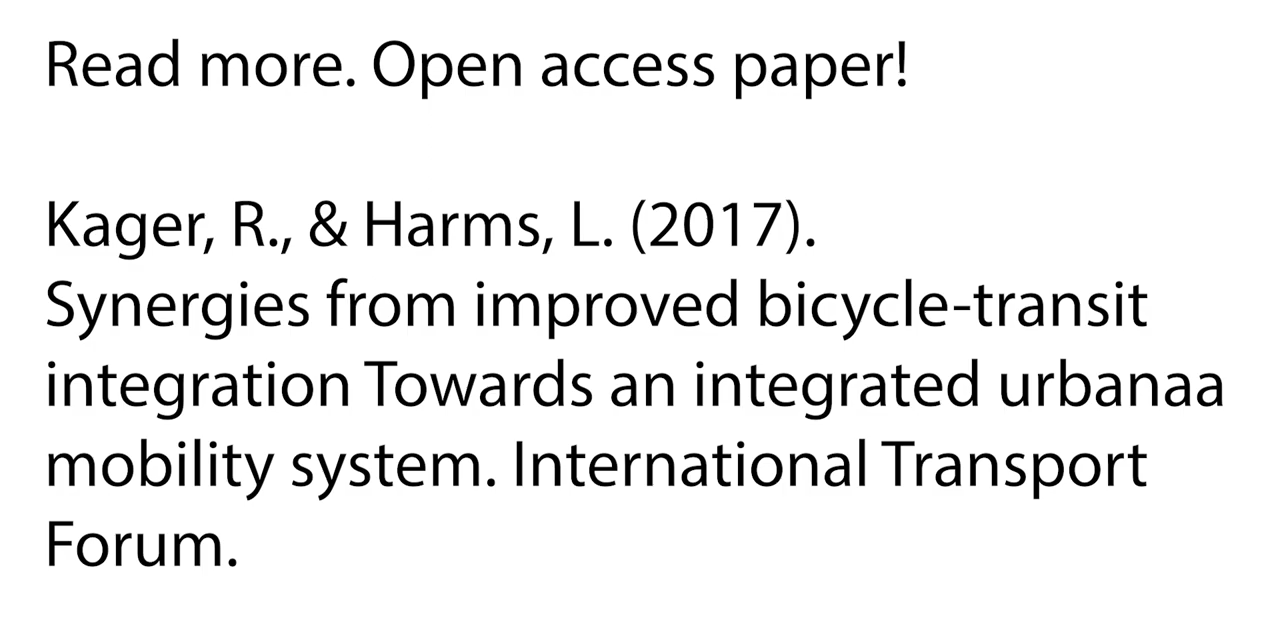 Read more. Open access paper!
Kager, R., & Harms, L. (2017).
Synergies from improved bicycle-transit
integration Towards an integrated urbanaa
mobility system. International Transport
Forum.